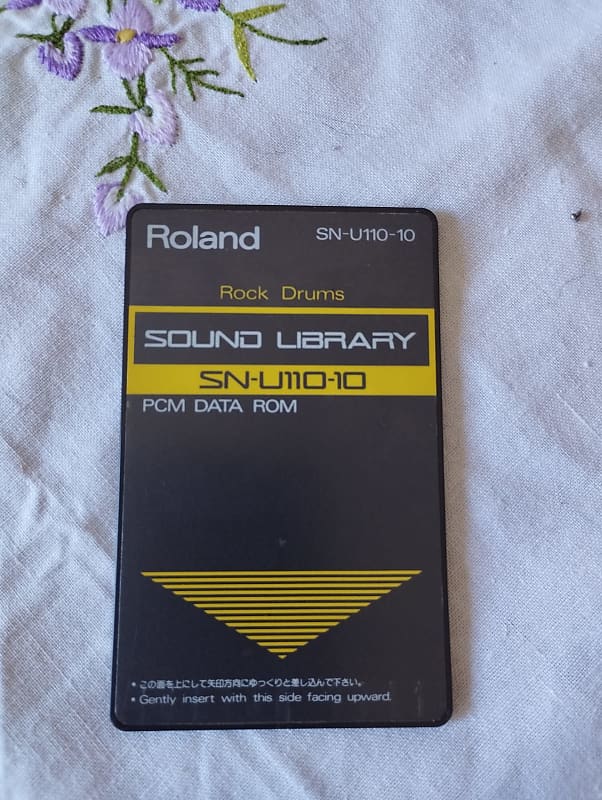 Roland SN-U110-10
Rock Drums
SOUND LIBRARY
SN-U110-10
PCM DATA ROM
• この面を上にして矢印方向にゆっくりと差し込んで下さい。
• Gently insert with this side facing upward.